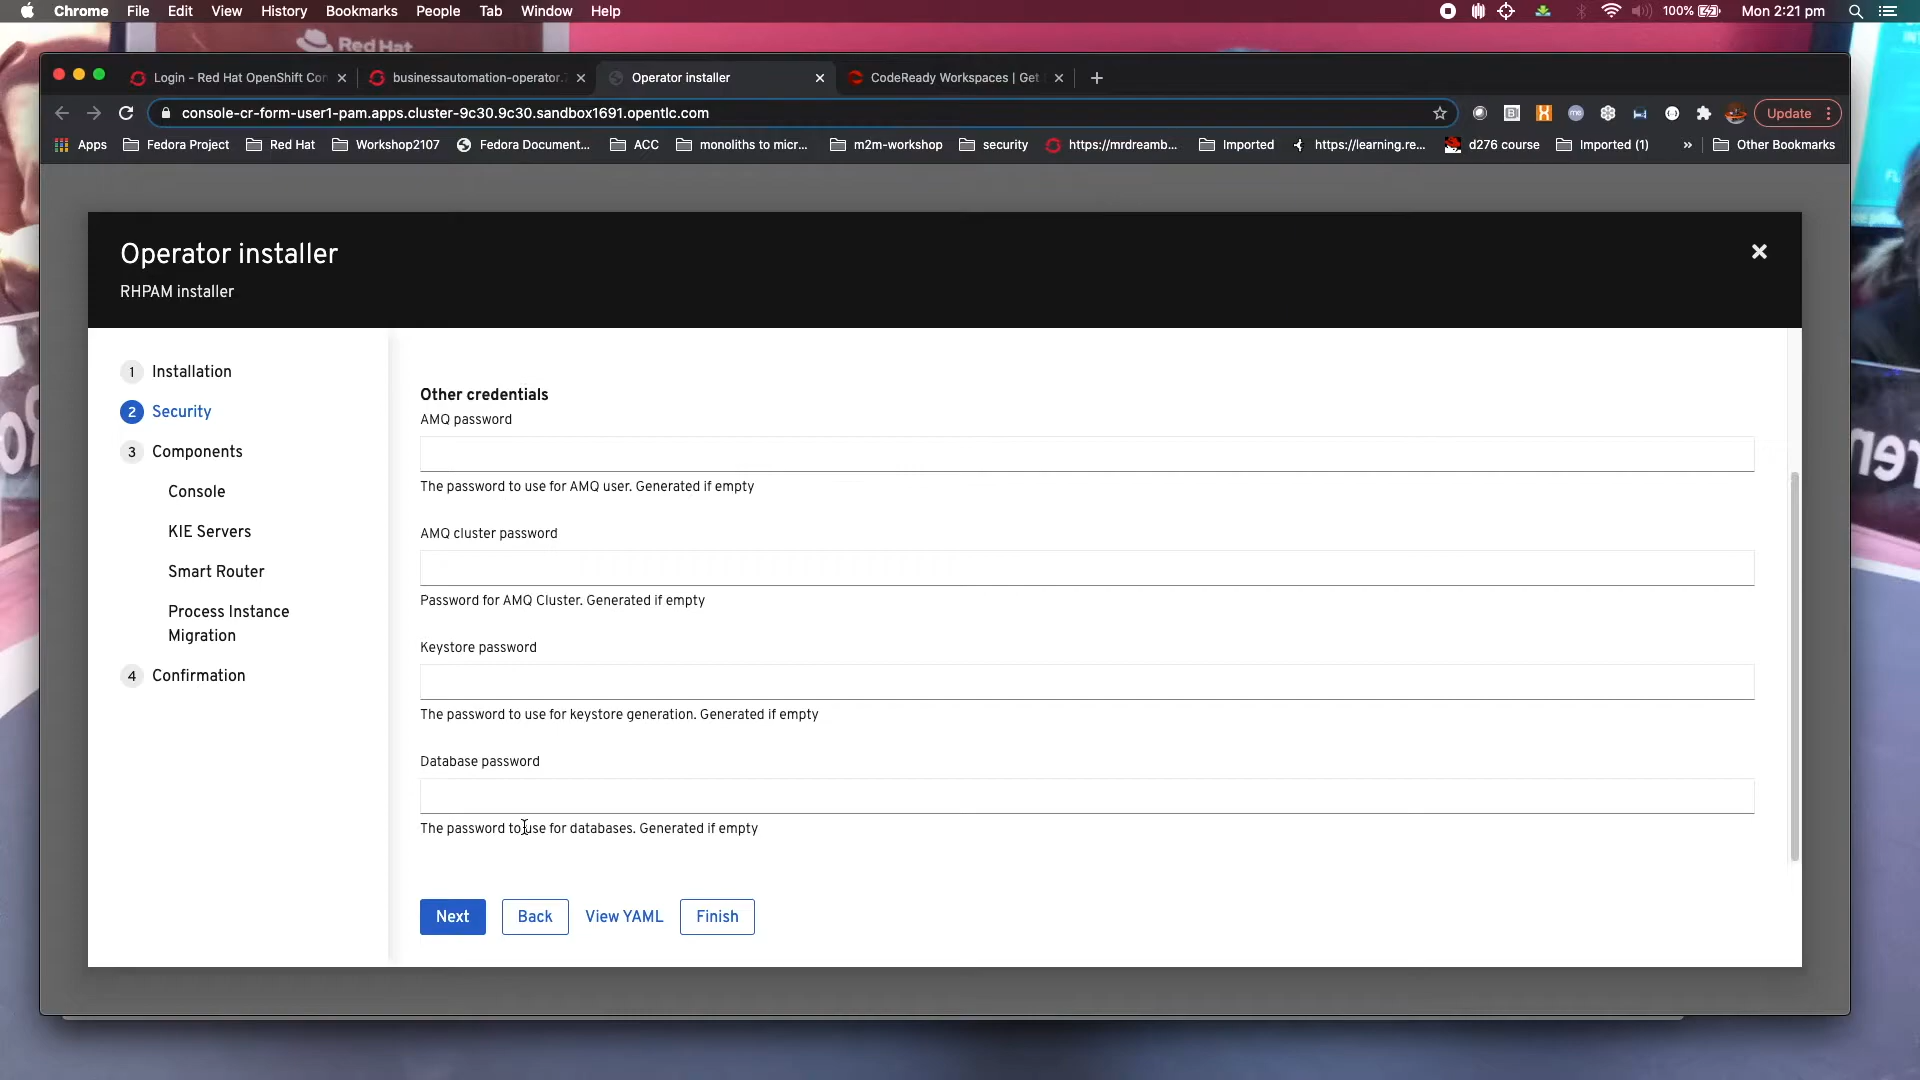 Chrome File Edit View History Bookmarks People Tab Window Help 100% Mon 2:21 pm
Red Hat
Login - Red Hat OpenShift Con businessautomation-operator.7 Operator installer CodeReady Workspaces | Get
console-cr-form-user1-pam.apps.cluster-9c30.9c30.sandbox1691.opentlc.com Update
Apps Fedora Project Red Hat Workshop2107 Fedora Document... ACC monoliths to micr... m2m-workshop security https://mrdreamb... Imported https://learning.re... d276 course Imported (1) » Other Bookmarks
Operator installer
RHPAM installer
1 Installation
2 Security
3 Components
Console
KIE Servers
Smart Router
Process Instance
Migration
4 Confirmation
Other credentials
AMQ password
The password to use for AMQ user. Generated if empty
AMQ cluster password
Password for AMQ Cluster. Generated if empty
Keystore password
The password to use for keystore generation. Generated if empty
Database password
The password to use for databases. Generated if empty
Next Back View YAML Finish